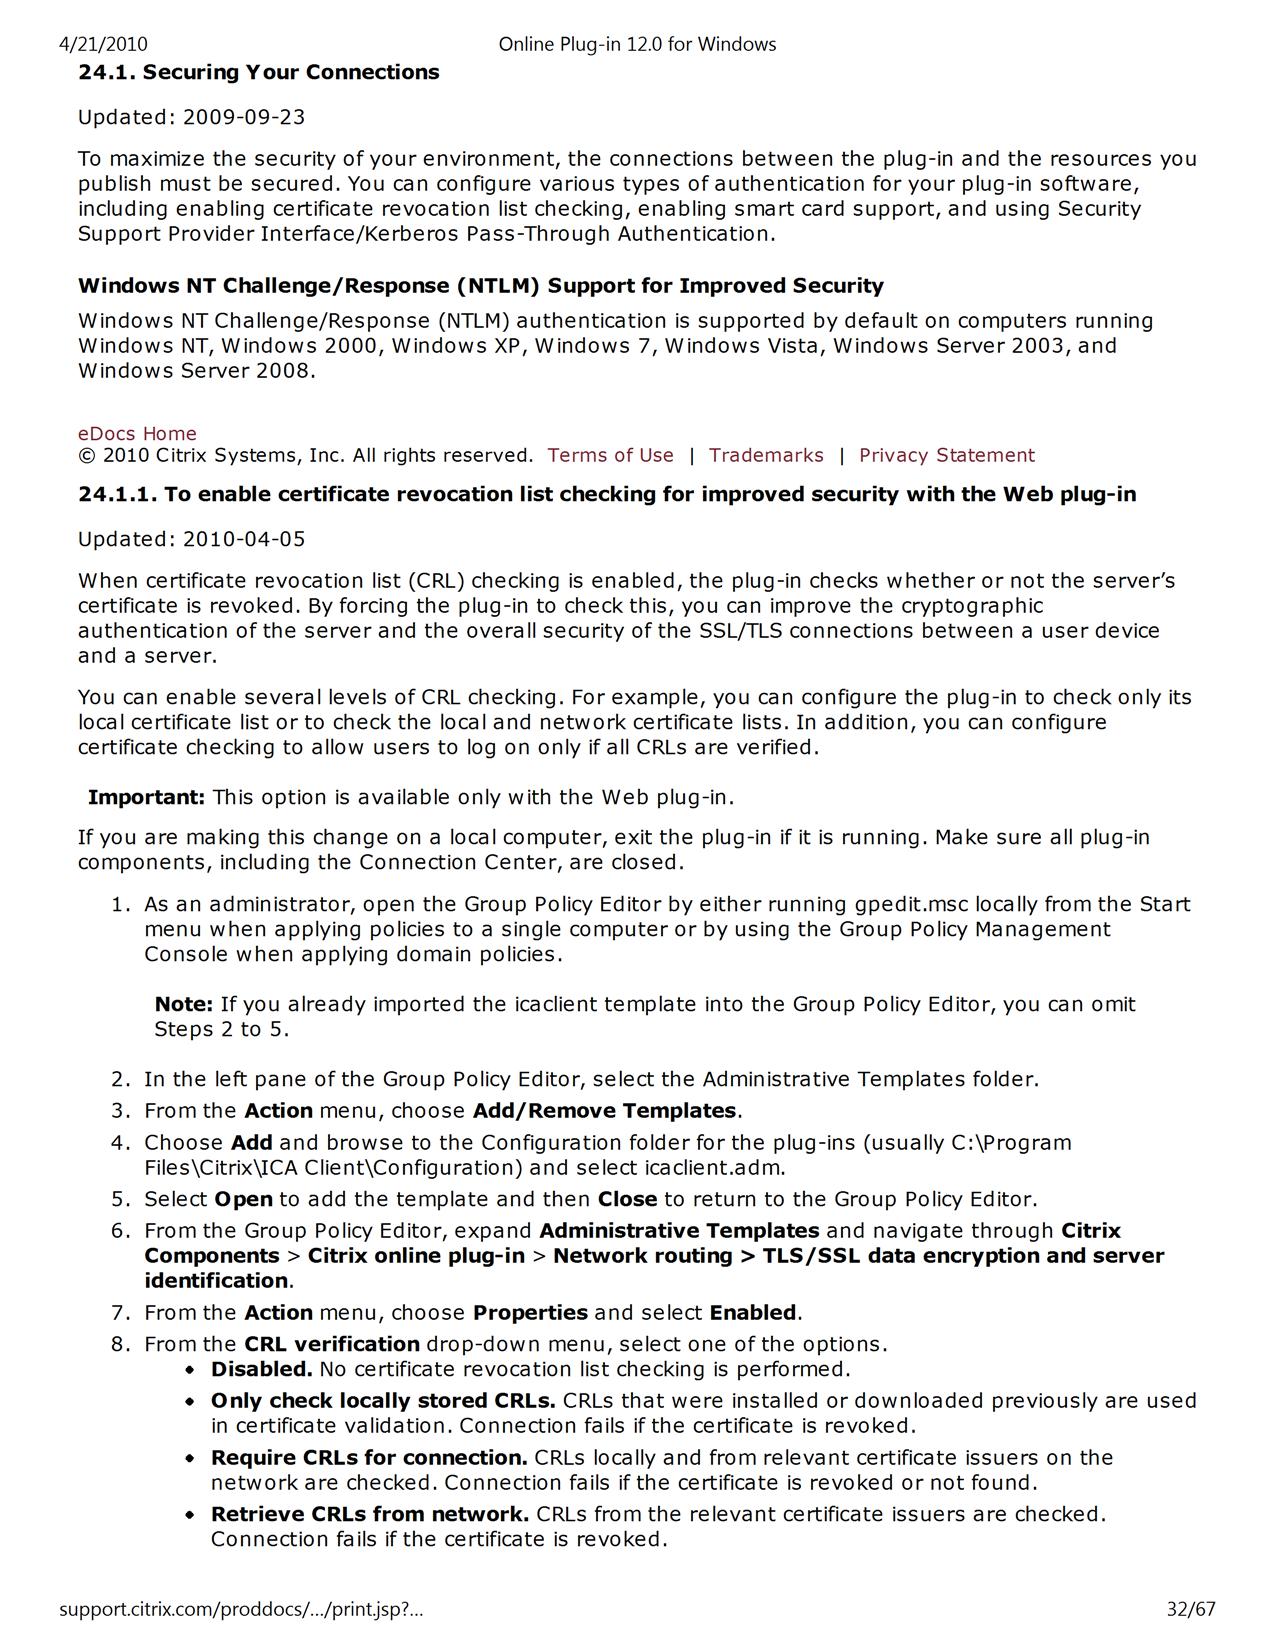 4/21/2010 Online Plug-in 12.0 for Windows
24.1. Securing Your Connections
Updated: 2009-09-23
To maximize the security of your environment, the connections between the plug-in and the resources you
publish must be secured. You can configure various types of authentication for your plug-in software,
including enabling certificate revocation list checking, enabling smart card support, and using Security
Support Provider Interface/Kerberos Pass-Through Authentication.
Windows NT Challenge/Response (NTLM) Support for Improved Security
Windows NT Challenge/Response (NTLM) authentication is supported by default on computers running
Windows NT, Windows 2000, Windows XP, Windows 7, Windows Vista, Windows Server 2003, and
Windows Server 2008.
eDocs Home
© 2010 Citrix Systems, Inc. All rights reserved. Terms of Use | Trademarks | Privacy Statement
24.1.1. To enable certificate revocation list checking for improved security with the Web plug-in
Updated: 2010-04-05
When certificate revocation list (CRL) checking is enabled, the plug-in checks whether or not the server’s
certificate is revoked. By forcing the plug-in to check this, you can improve the cryptographic
authentication of the server and the overall security of the SSL/TLS connections between a user device
and a server.
You can enable several levels of CRL checking. For example, you can configure the plug-in to check only its
local certificate list or to check the local and network certificate lists. In addition, you can configure
certificate checking to allow users to log on only if all CRLs are verified.
Important: This option is available only with the Web plug-in.
If you are making this change on a local computer, exit the plug-in if it is running. Make sure all plug-in
components, including the Connection Center, are closed.
1. As an administrator, open the Group Policy Editor by either running gpedit.msc locally from the Start
menu when applying policies to a single computer or by using the Group Policy Management
Console when applying domain policies.
Note: If you already imported the icaclient template into the Group Policy Editor, you can omit
Steps 2 to 5.
2. In the left pane of the Group Policy Editor, select the Administrative Templates folder.
3. From the Action menu, choose Add/Remove Templates.
4. Choose Add and browse to the Configuration folder for the plug-ins (usually C:\Program
Files\Citrix\ICA Client\Configuration) and select icaclient.adm.
5. Select Open to add the template and then Close to return to the Group Policy Editor.
6. From the Group Policy Editor, expand Administrative Templates and navigate through Citrix
Components > Citrix online plug-in > Network routing > TLS/SSL data encryption and server
identification.
7. From the Action menu, choose Properties and select Enabled.
8. From the CRL verification drop-down menu, select one of the options.
• Disabled. No certificate revocation list checking is performed.
• Only check locally stored CRLs. CRLs that were installed or downloaded previously are used
in certificate validation. Connection fails if the certificate is revoked.
• Require CRLs for connection. CRLs locally and from relevant certificate issuers on the
network are checked. Connection fails if the certificate is revoked or not found.
• Retrieve CRLs from network. CRLs from the relevant certificate issuers are checked.
Connection fails if the certificate is revoked.
support.citrix.com/proddocs/.../print.jsp?... 32/67